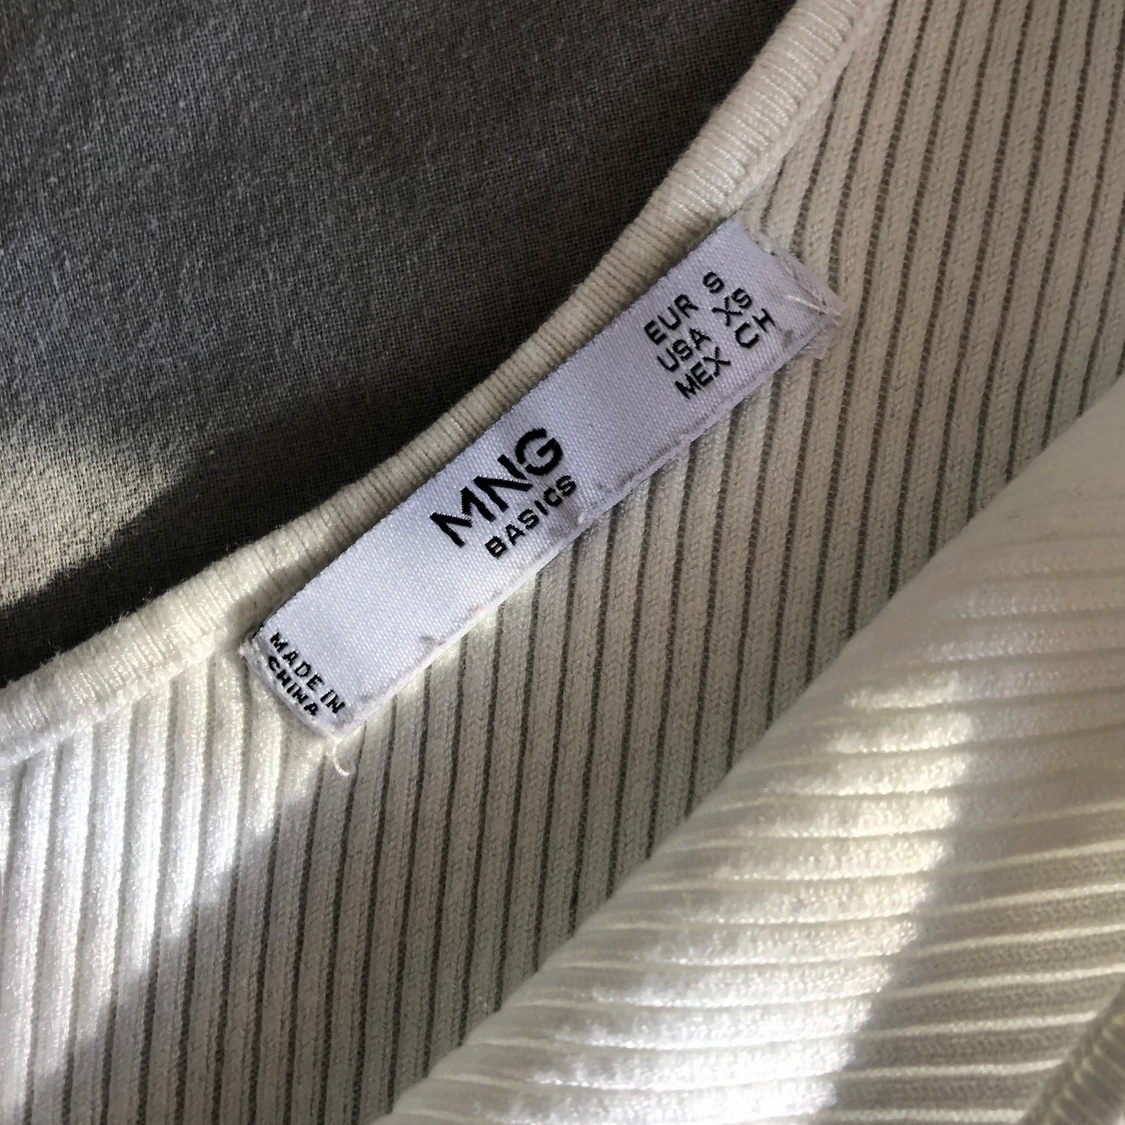 EUR S
USA XS
MEX CH
MNG
BASICS
MADE IN
CHINA